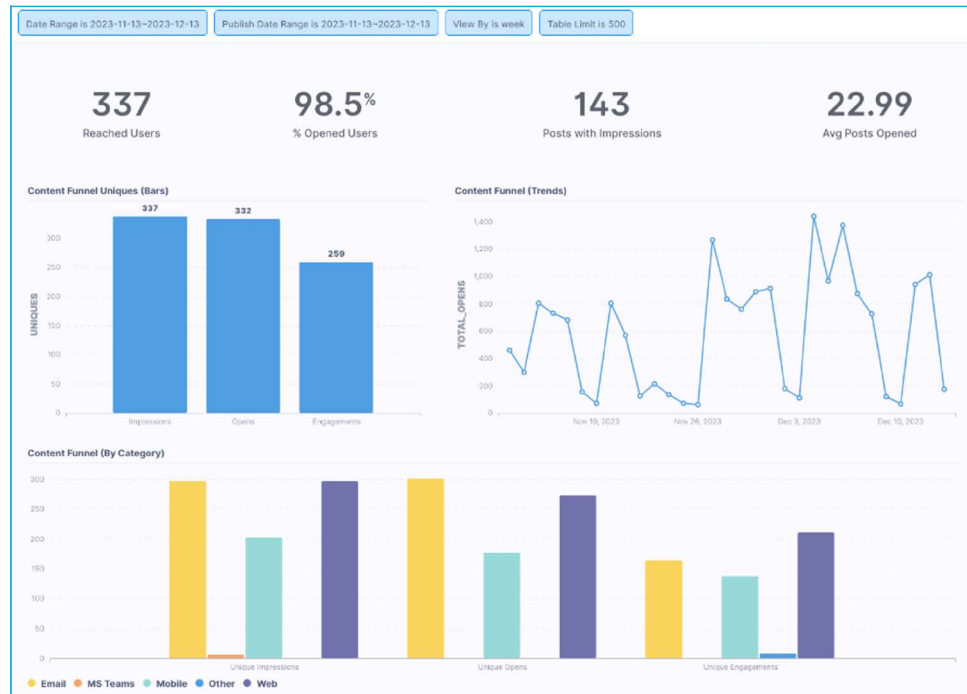 Date Range is 2023-11-13~2023-12-13 Publish Date Range is 2023-11-13~2023-12-13 View By is week Table Limit is 500
337 98.5% 143 22.99
Reached Users % Opened Users Posts with Impressions Avg Posts Opened
Content Funnel Uniques (Bars)
337
332
259
300
250
200
150
100
50
0
UNIQUES
Impressions Opens Engagements
Content Funnel (Trends)
1,400
1,200
1,000
800
600
400
200
0
TOTAL_OPENS
Nov 19, 2023 Nov 26, 2023 Dec 3, 2023 Dec 10, 2023
Content Funnel (By Category)
300
250
200
150
100
50
0
Unique Impressions Unique Opens Unique Engagements
Email MS Teams Mobile Other Web